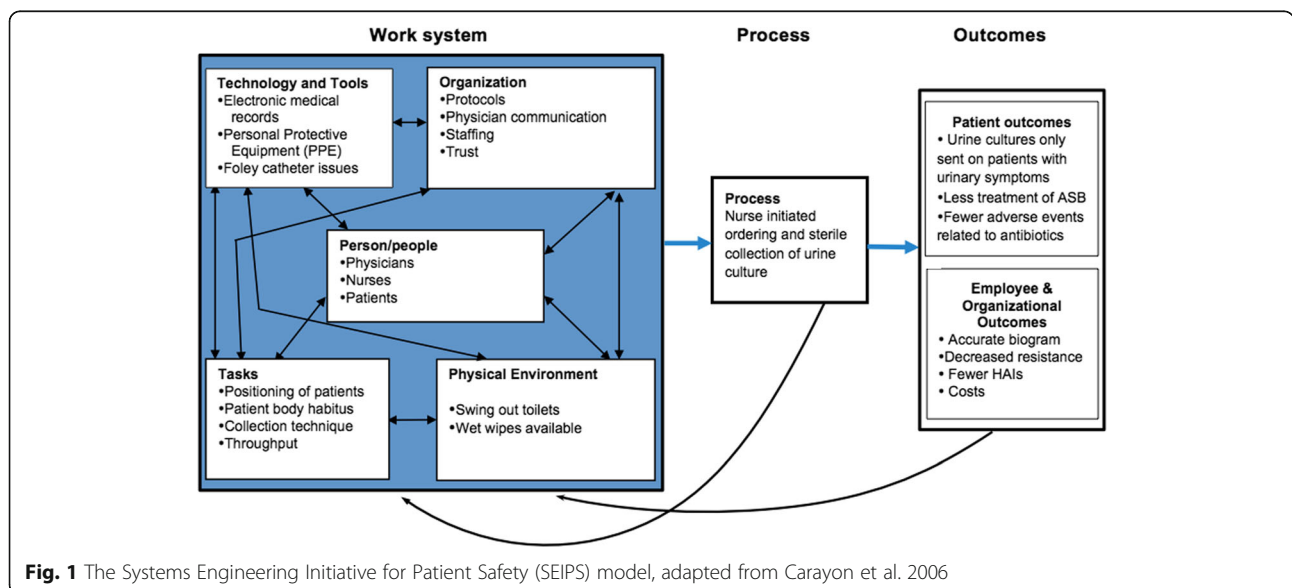 Work system
Process
Outcomes
Technology and Tools
•Electronic medical
records
•Personal Protective
Equipment (PPE)
•Foley catheter issues
Organization
•Protocols
•Physician communication
•Staffing
•Trust
Person/people
•Physicians
•Nurses
•Patients
Tasks
•Positioning of patients
•Patient body habitus
•Collection technique
•Throughput
Physical Environment
•Swing out toilets
•Wet wipes available
Process
Nurse initiated
ordering and sterile
collection of urine
culture
Patient outcomes
• Urine cultures only
sent on patients with
urinary symptoms
•Less treatment of ASB
•Fewer adverse events
related to antibiotics
Employee &
Organizational
Outcomes
• Accurate biogram
•Decreased resistance
• Fewer HAIs
• Costs
Fig. 1 The Systems Engineering Initiative for Patient Safety (SEIPS) model, adapted from Carayon et al. 2006